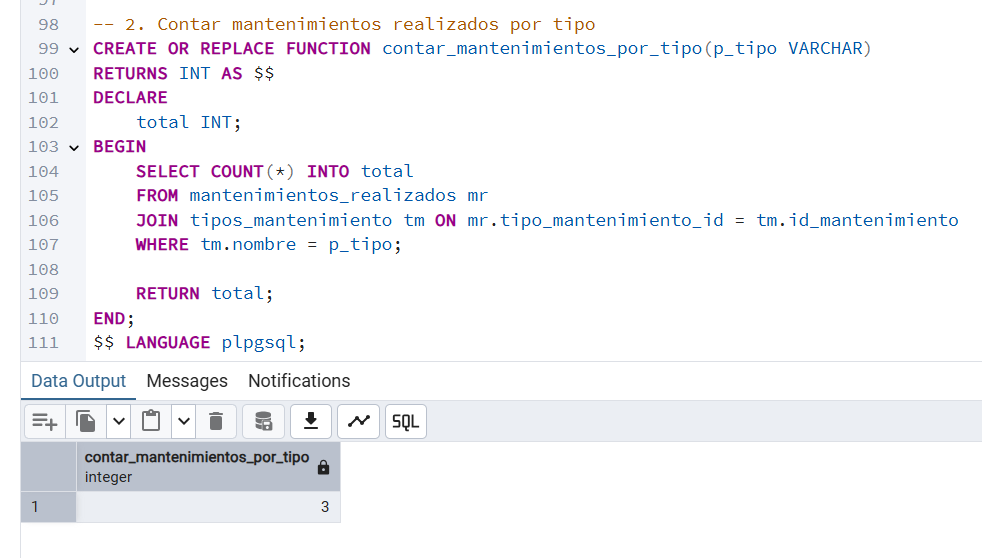 97
98 -- 2. Contar mantenimientos realizados por tipo
99 CREATE OR REPLACE FUNCTION contar_mantenimientos_por_tipo(p_tipo VARCHAR)
100 RETURNS INT AS $$
101 DECLARE
102 total INT;
103 BEGIN
104 SELECT COUNT(*) INTO total
105 FROM mantenimientos_realizados mr
106 JOIN tipos_mantenimiento tm ON mr.tipo_mantenimiento_id = tm.id_mantenimiento
107 WHERE tm.nombre = p_tipo;
108
109 RETURN total;
110 END;
111 $$ LANGUAGE plpgsql;
Data Output Messages Notifications
SQL
contar_mantenimientos_por_tipo
integer
1 3